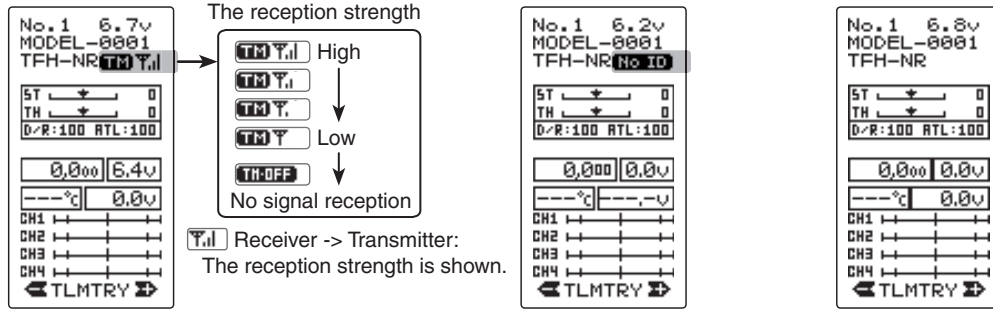 No.1 6.7v
MODEL-0001
TFH-NR TM
ST 0
TH 0
D/R:100 ATL:100
0,000 6.4v
---°C 0.0v
CH1
CH2
CH3
CH4
TLMTRY
The reception strength
TM High
TM
TM
TM Low
TM-OFF
No signal reception
Receiver -> Transmitter:
The reception strength is shown.
No.1 6.2v
MODEL-0001
TFH-NR No ID
ST 0
TH 0
D/R:100 ATL:100
0,000 0.0v
---°C ---.-v
CH1
CH2
CH3
CH4
TLMTRY
No.1 6.8v
MODEL-0001
TFH-NR
ST 0
TH 0
D/R:100 ATL:100
0,000 0.0v
---°C 0.0v
CH1
CH2
CH3
CH4
TLMTRY